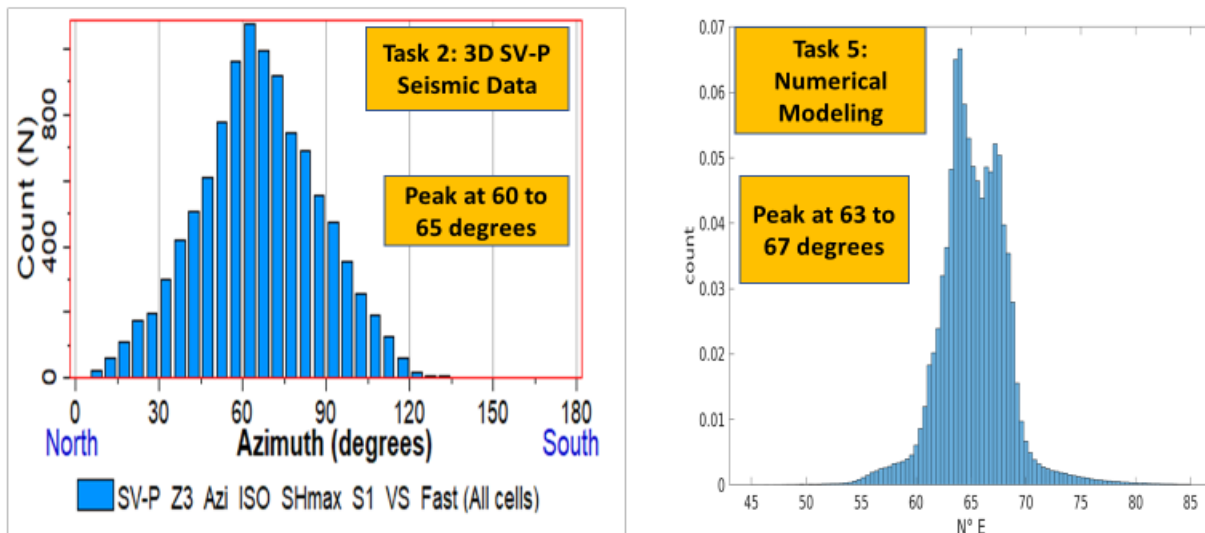 Task 2: 3D SV-P
Seismic Data
Peak at 60 to
65 degrees
Count (N)
800
400
0
0 30 60 90 120 150 180
North Azimuth (degrees) South
SV-P Z3 Azi ISO SHmax S1 VS Fast (All cells)
Task 5:
Numerical
Modeling
Peak at 63 to
67 degrees
count
0.07
0.06
0.05
0.04
0.03
0.02
0.01
0
45 50 55 60 65 70 75 80 85
N° E